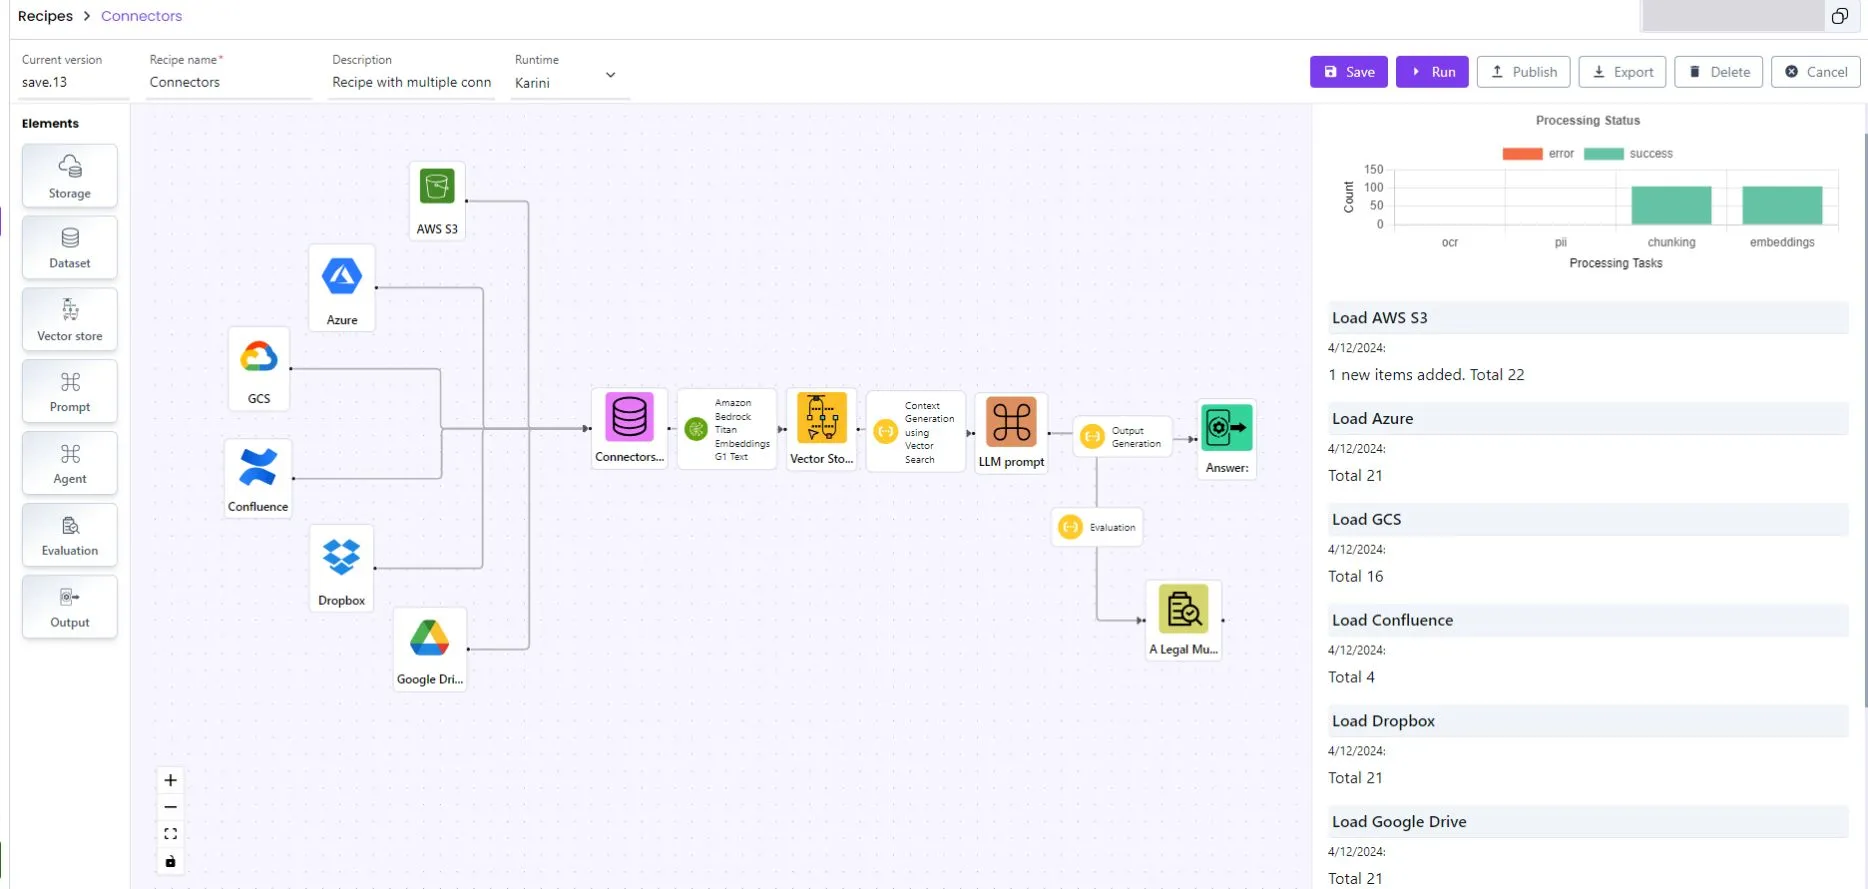 Recipes > Connectors
Current version
save.13
Recipe name*
Connectors
Description
Recipe with multiple conn
Runtime
Karini
Save
Run
Publish
Export
Delete
Cancel
Elements
Storage
Dataset
Vector store
Prompt
Agent
Evaluation
Output
AWS S3
Azure
GCS
Confluence
Dropbox
Google Dri...
Connectors...
Amazon
Bedrock
Titan
Embeddings
G1 Text
Vector Sto...
Context
Generation
using
Vector
Search
LLM prompt
Output
Generation
Answer:
Evaluation
A Legal Mu...
Processing Status
error
success
Count
150
100
50
0
ocr
pii
chunking
embeddings
Processing Tasks
Load AWS S3
4/12/2024:
1 new items added. Total 22
Load Azure
4/12/2024:
Total 21
Load GCS
4/12/2024:
Total 16
Load Confluence
4/12/2024:
Total 4
Load Dropbox
4/12/2024:
Total 21
Load Google Drive
4/12/2024:
Total 21